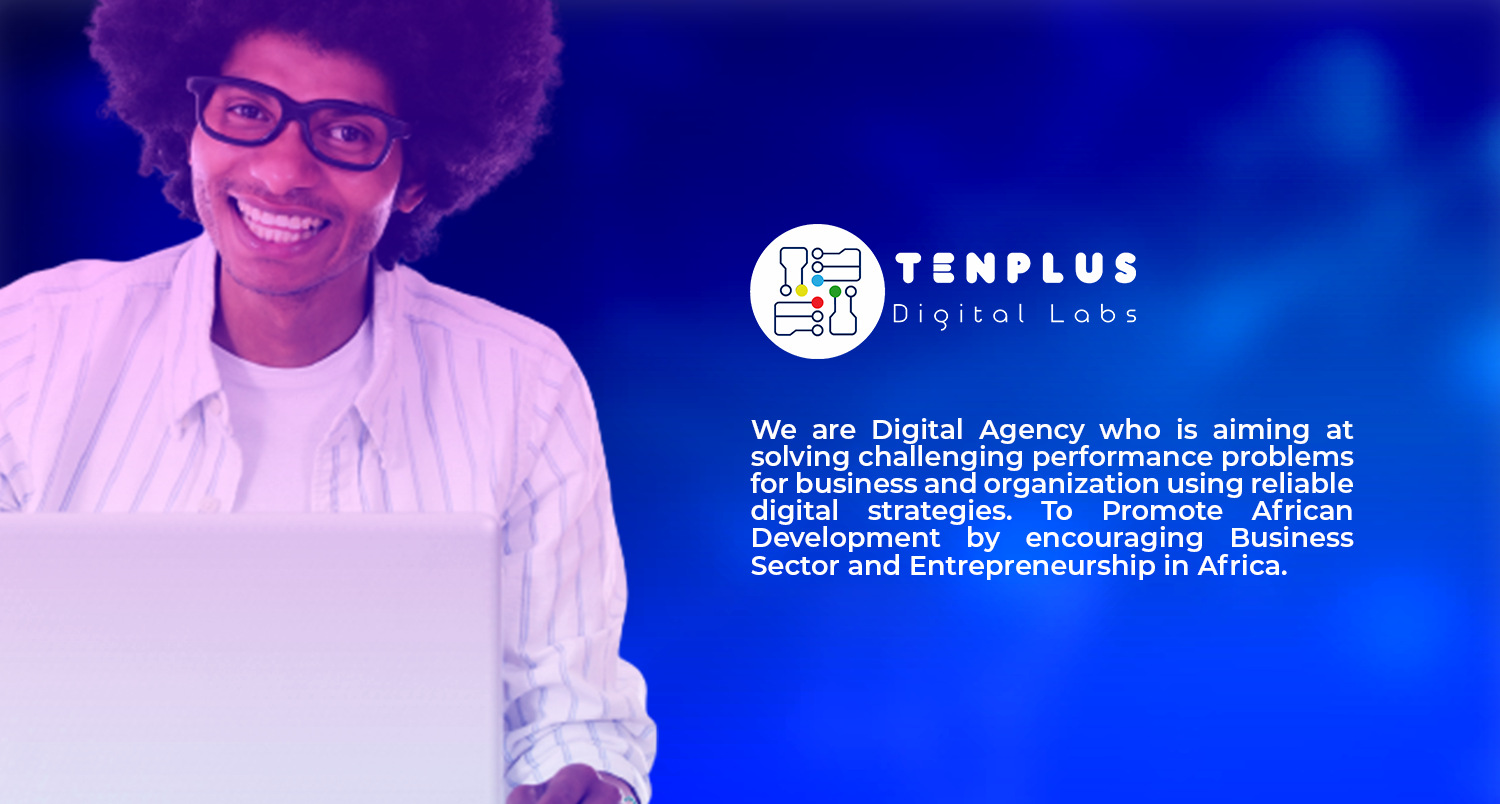 TENPLUS
Digital Labs
We are Digital Agency who is aiming at
solving challenging performance problems
for business and organization using reliable
digital strategies. To Promote African
Development by encouraging Business
Sector and Entrepreneurship in Africa.